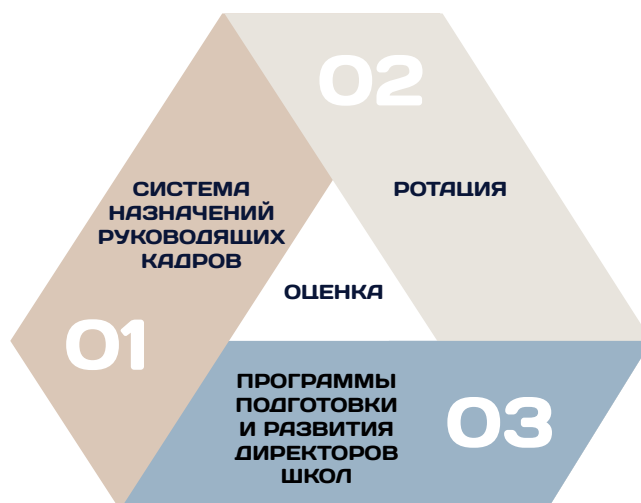 02
СИСТЕМА
НАЗНАЧЕНИЙ
РУКОВОДЯЩИХ
КАДРОВ
РОТАЦИЯ
ОЦЕНКА
01
ПРОГРАММЫ
ПОДГОТОВКИ
И РАЗВИТИЯ
ДИРЕКТОРОВ
ШКОЛ
03